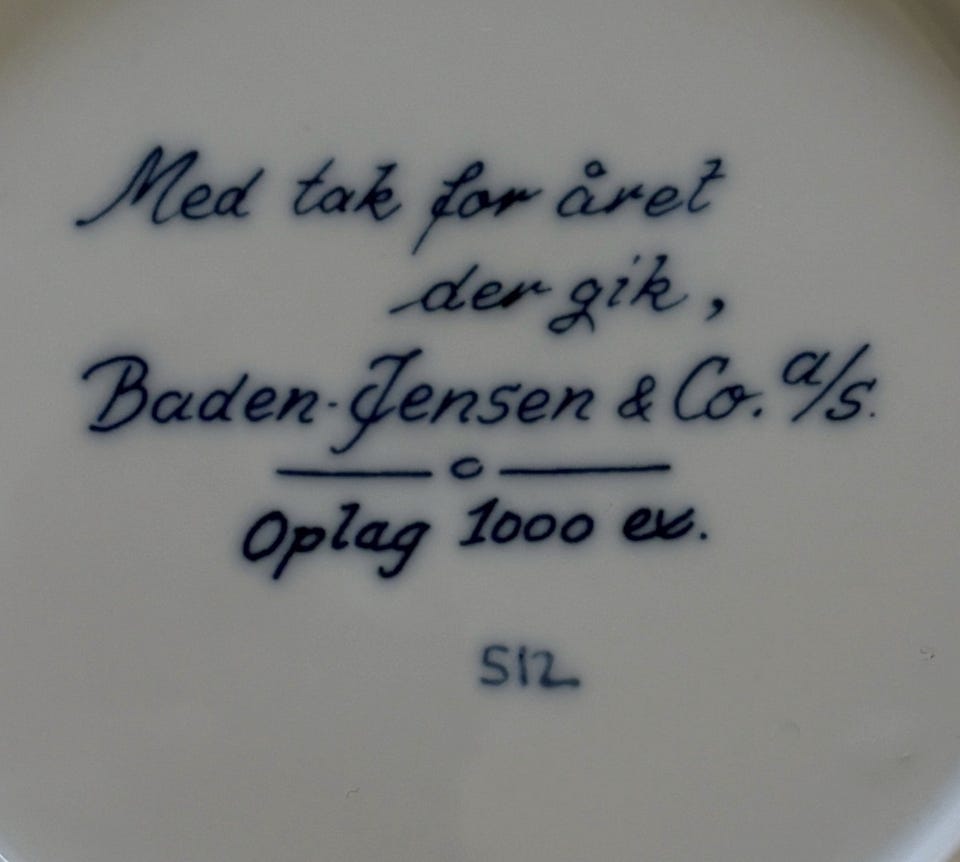 Med tak for året
der gik,
Baden-Jensen & Co. a/s.
— o —
Oplag 1000 ex.
512